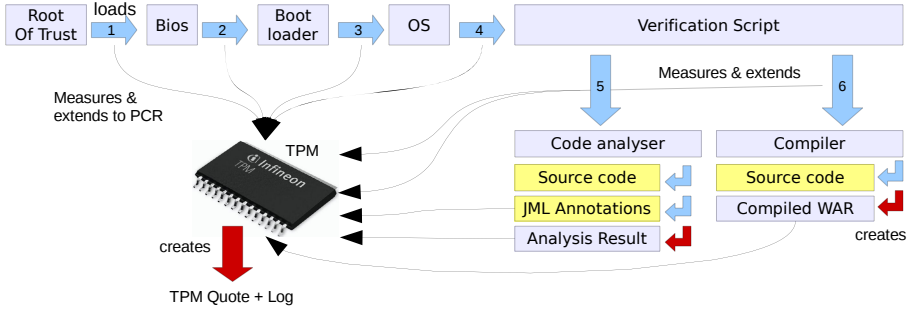 loads
Root
Of Trust
1
Bios
2
Boot
loader
3
OS
4
Verification Script
Measures &
extends to PCR
Measures & extends
5
6
TPM
Infineon
TPM
Code analyser
Compiler
Source code
Source code
JML Annotations
Compiled WAR
Analysis Result
creates
creates
TPM Quote + Log